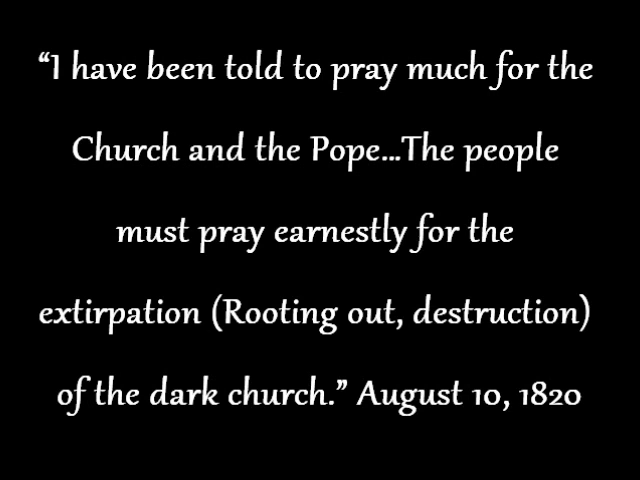 “I have been told to pray much for the
Church and the Pope...The people
must pray earnestly for the
extirpation (Rooting out, destruction)
of the dark church.” August 10, 1820